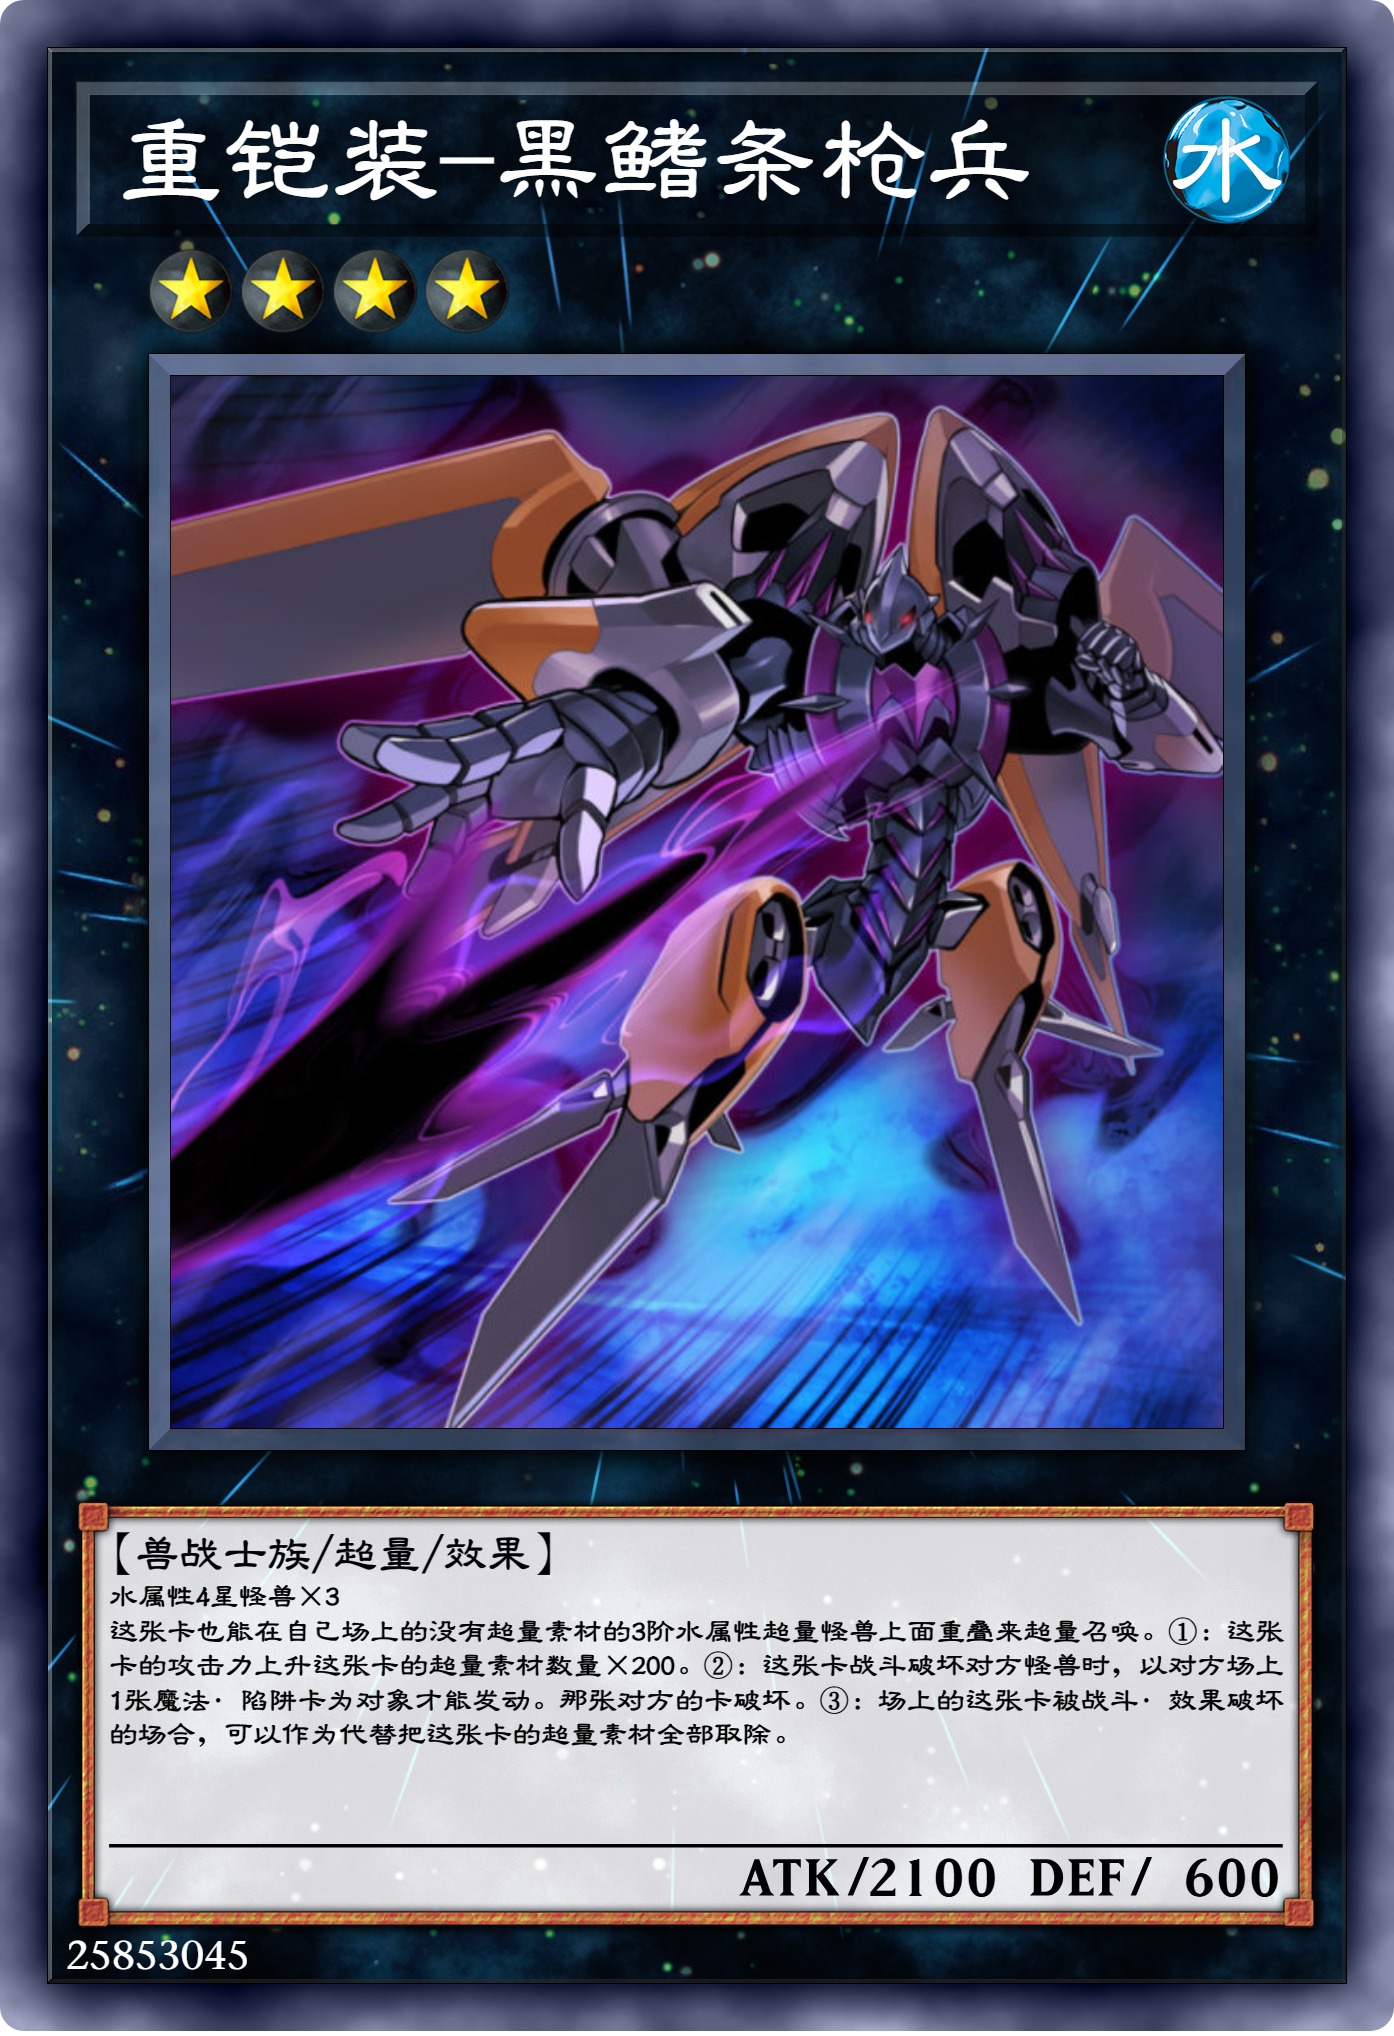 重铠装-黑鳍条枪兵
水
【兽战士族/超量/效果】
水属性4星怪兽×3
这张卡也能在自己场上的没有超量素材的3阶水属性超量怪兽上面重叠来超量召唤。①：这张
卡的攻击力上升这张卡的超量素材数量×200。②：这张卡战斗破坏对方怪兽时，以对方场上
1张魔法·陷阱卡为对象才能发动。那张对方的卡破坏。③：场上的这张卡被战斗·效果破坏
的场合，可以作为代替把这张卡的超量素材全部取除。
ATK/2100 DEF/ 600
25853045